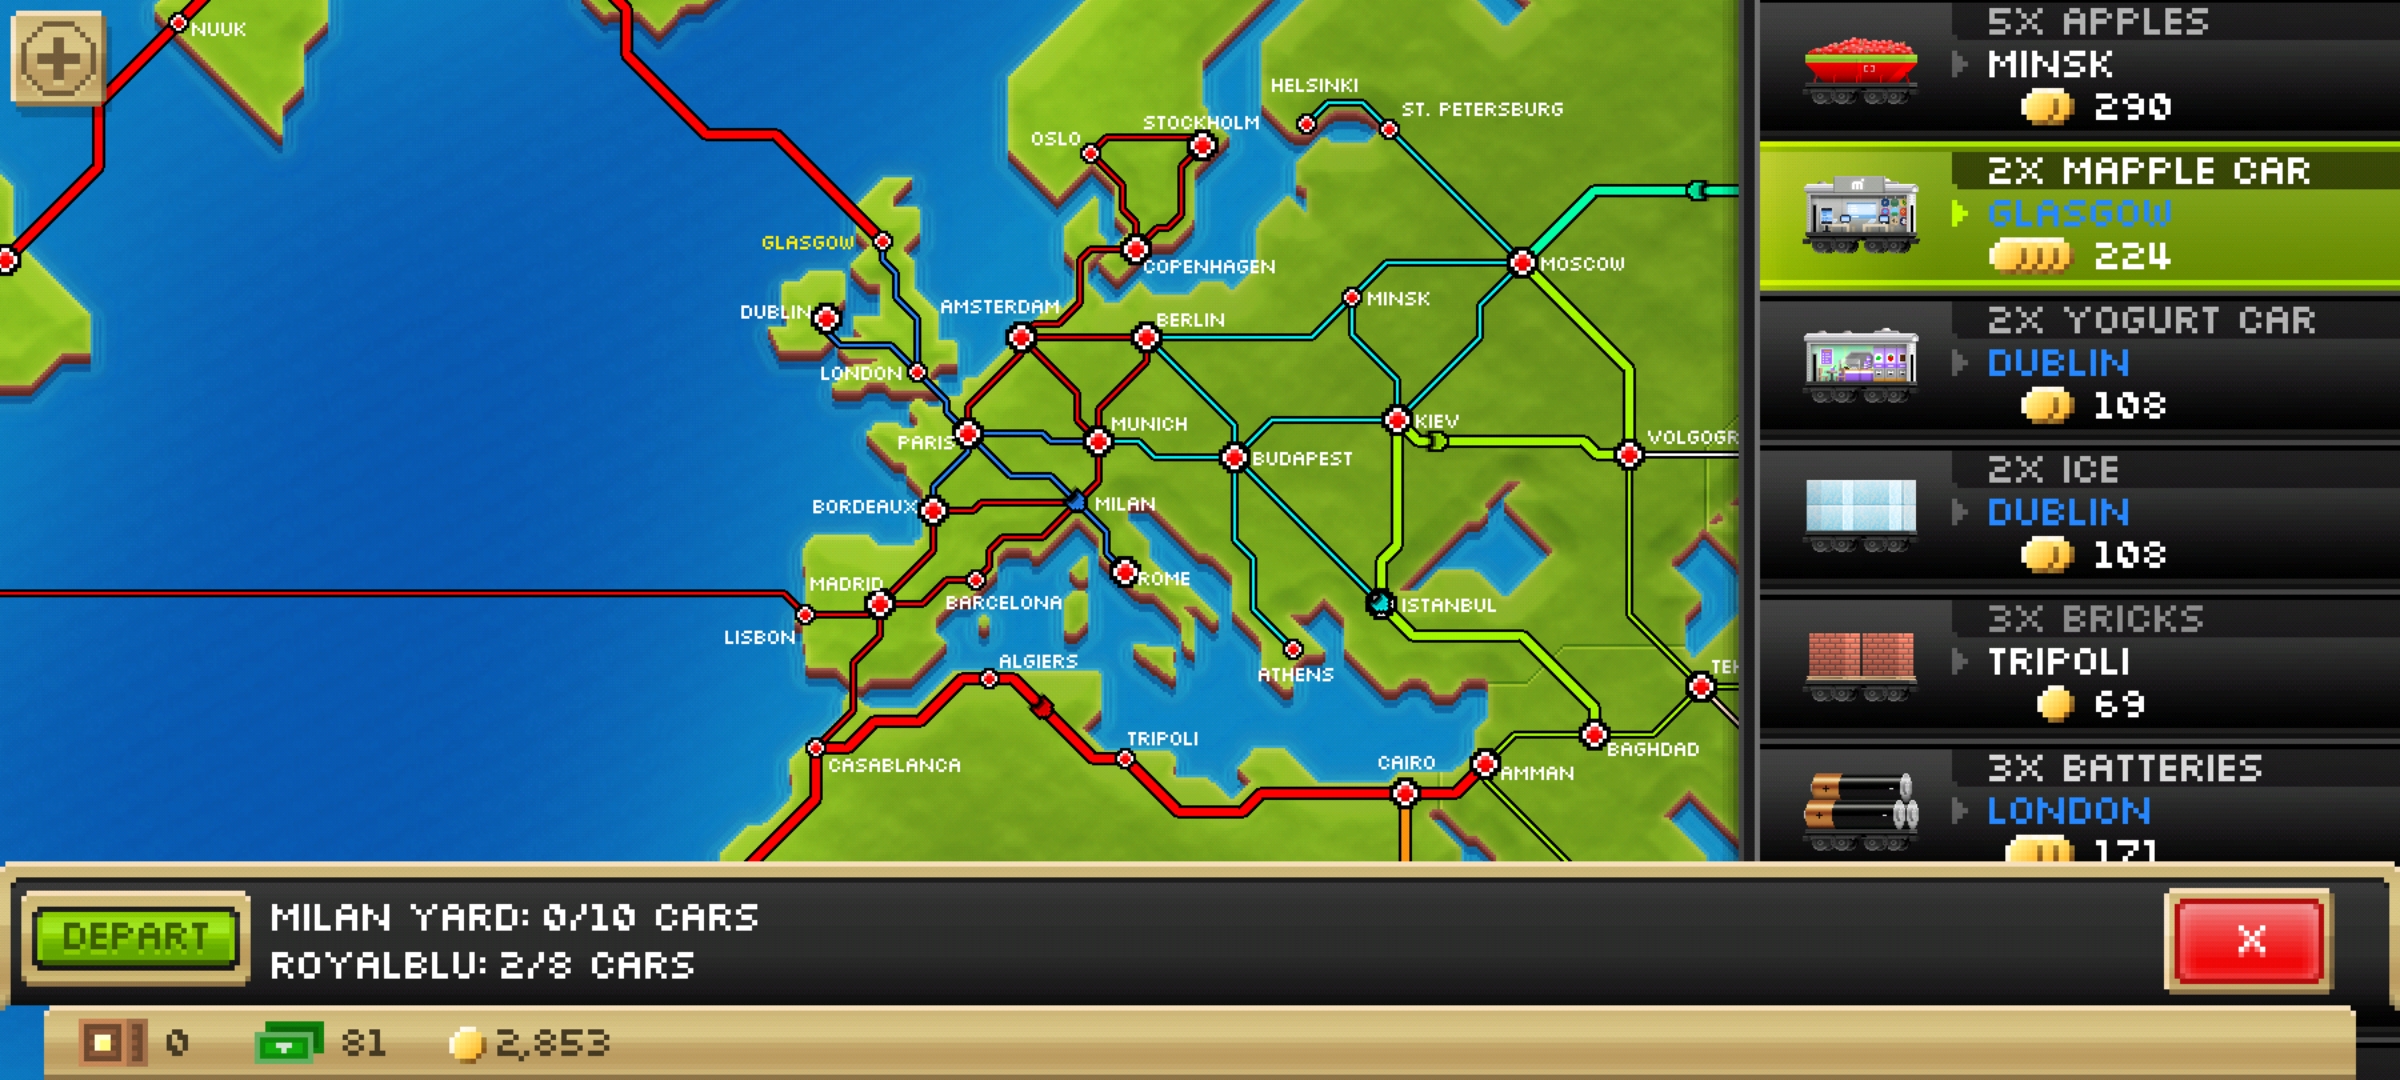 NUUK
HELSINKI
ST. PETERSBURG
STOCKHOLM
OSLO
GLASGOW
COPENHAGEN
MOSCOW
AMSTERDAM
MINSK
DUBLIN
BERLIN
LONDON
MUNICH
KIEV
PARIS
BUDAPEST
MILAN
BORDEAUX
ROME
MADRID
BARCELONA
ISTANBUL
LISBON
ALGIERS
ATHENS
TRIPOLI
CASABLANCA
CAIRO
AMMAN
BAGHDAD
VOLGOGR
TEH
5X APPLES
MINSK
290
m
2X MAPPLE CAR
GLASGOW
224
2X YOGURT CAR
DUBLIN
108
2X ICE
DUBLIN
108
3X BRICKS
TRIPOLI
69
3X BATTERIES
LONDON
171
DEPART
MILAN YARD: 0/10 CARS
ROYALBLU: 2/8 CARS
X
0
81
2,853